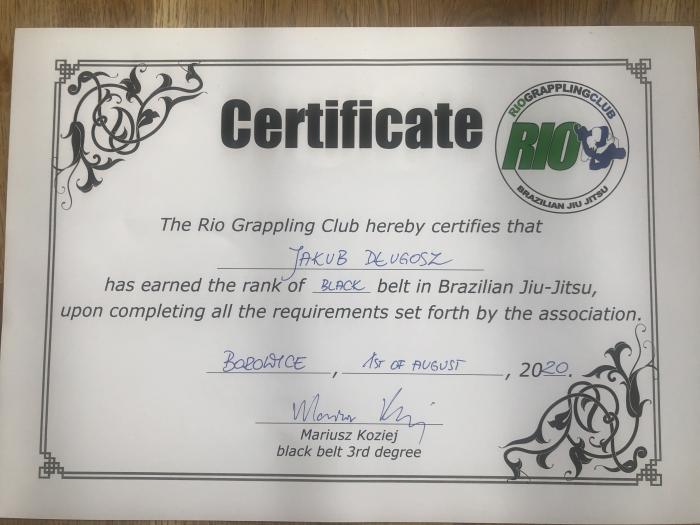 Certificate
RIOGRAPPLINGCLUB
RIO
BRAZILIAN JIU JITSU
The Rio Grappling Club hereby certifies that
JAKUB DŁUGOSZ
has earned the rank of BLACK belt in Brazilian Jiu-Jitsu,
upon completing all the requirements set forth by the association.
BOROWICE, 1ST OF AUGUST, 2020.
Mariusz Koziej
black belt 3rd degree